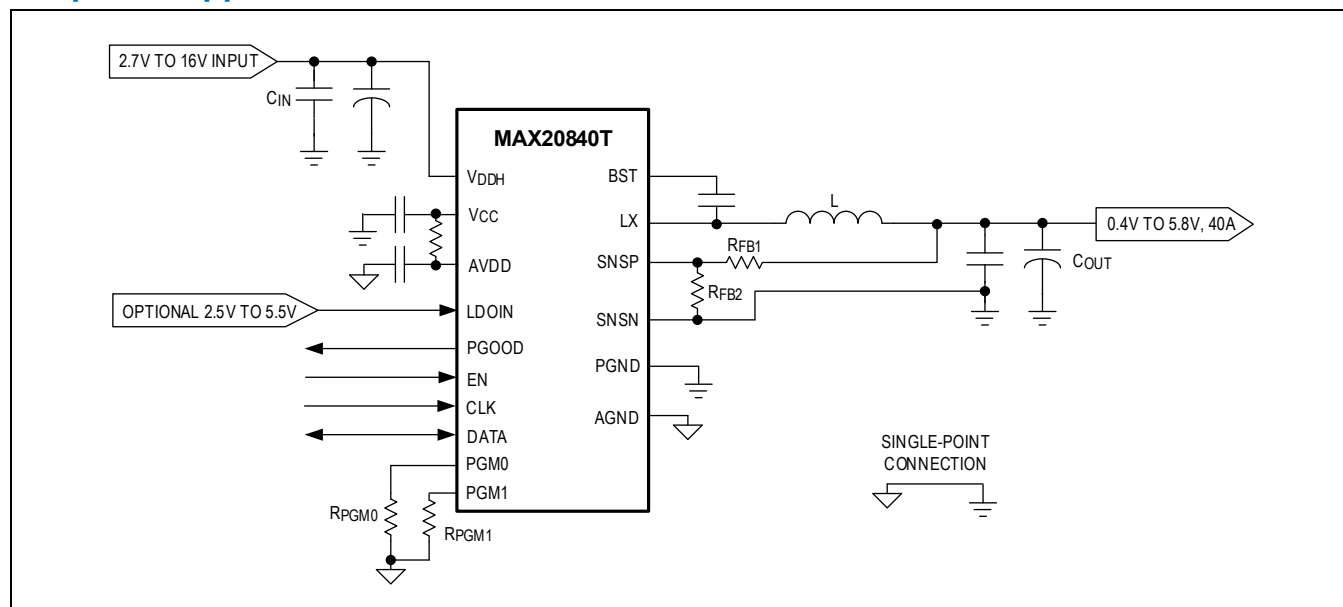 2.7V TO 16V INPUT
CIN
MAX20840T
VDDH
VCC
AVDD
OPTIONAL 2.5V TO 5.5V
LDOIN
PGOOD
EN
CLK
DATA
PGM0
PGM1
RPGM0
RPGM1
BST
LX
SNSP
SNSN
PGND
AGND
L
RFB1
RFB2
COUT
0.4V TO 5.8V, 40A
SINGLE-POINT
CONNECTION